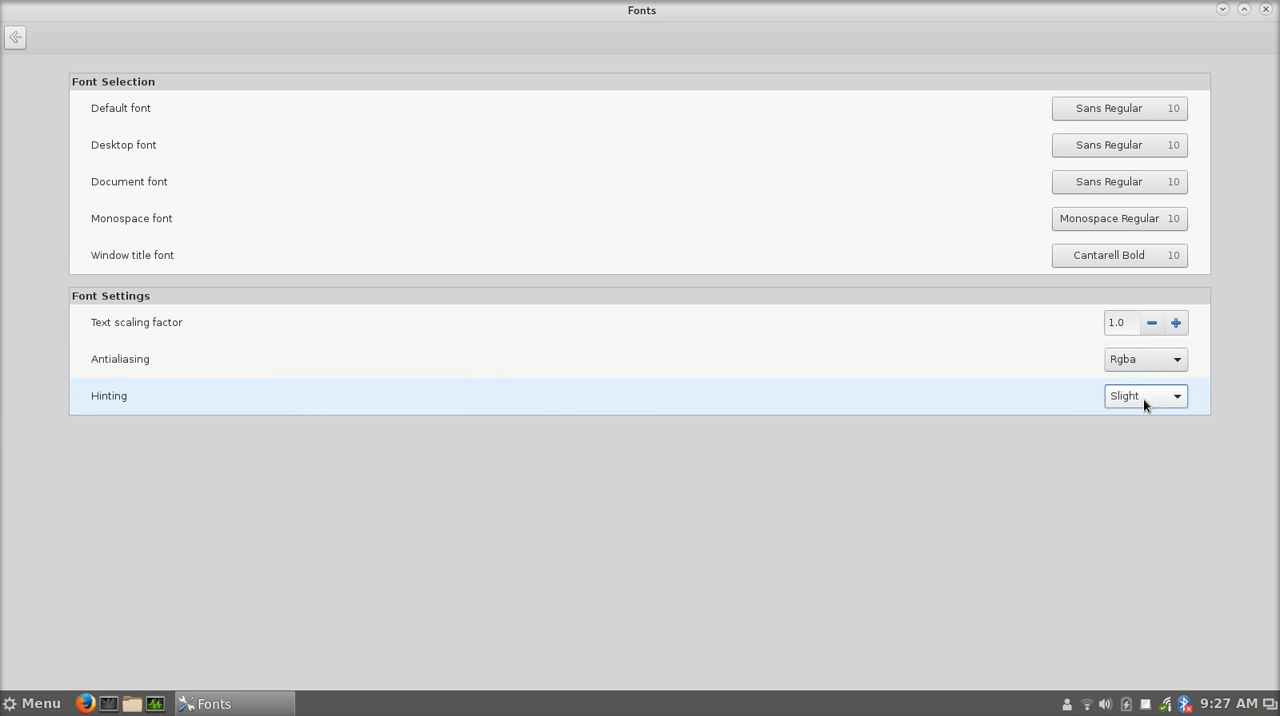 Fonts
Font Selection
Default font Sans Regular 10
Desktop font Sans Regular 10
Document font Sans Regular 10
Monospace font Monospace Regular 10
Window title font Cantarell Bold 10
Font Settings
Text scaling factor 1.0
Antialiasing Rgba
Hinting Slight
Menu Fonts 9:27 AM